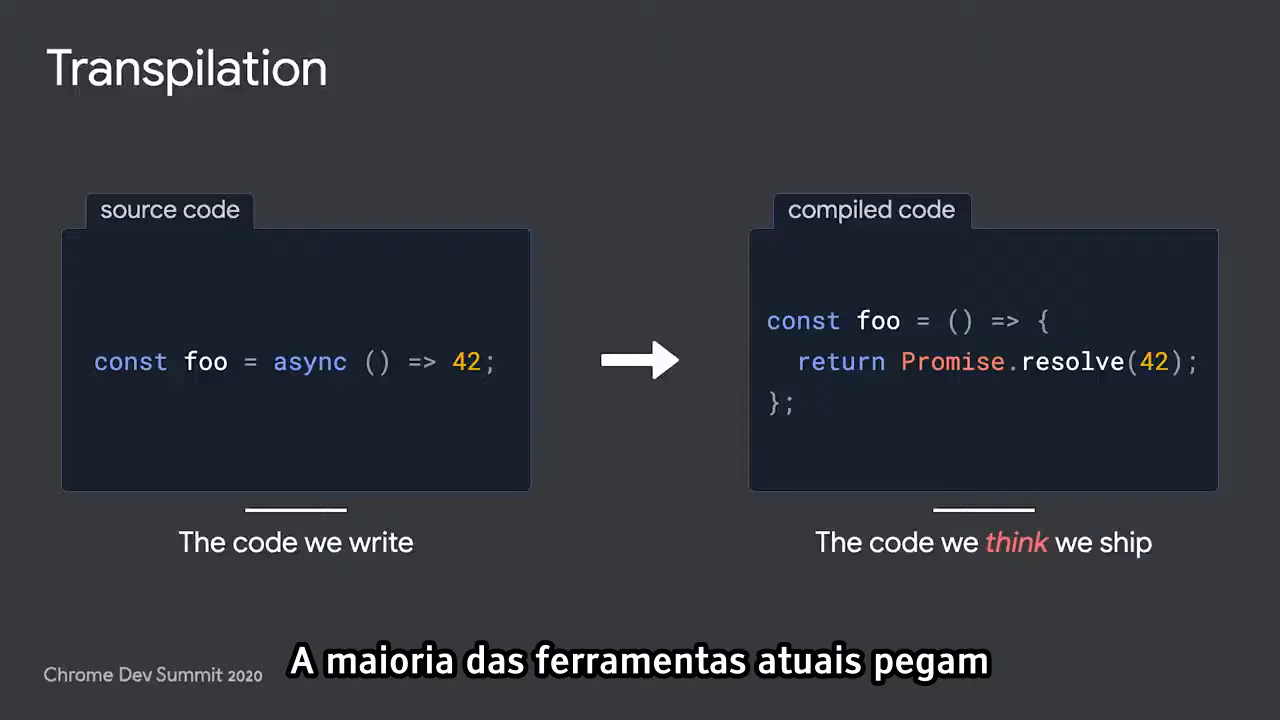 Transpilation
source code
const foo = async () => 42;
The code we write
compiled code
const foo = () => {
  return Promise.resolve(42);
};
The code we think we ship
Chrome Dev Summit 2020
A maioria das ferramentas atuais pegam